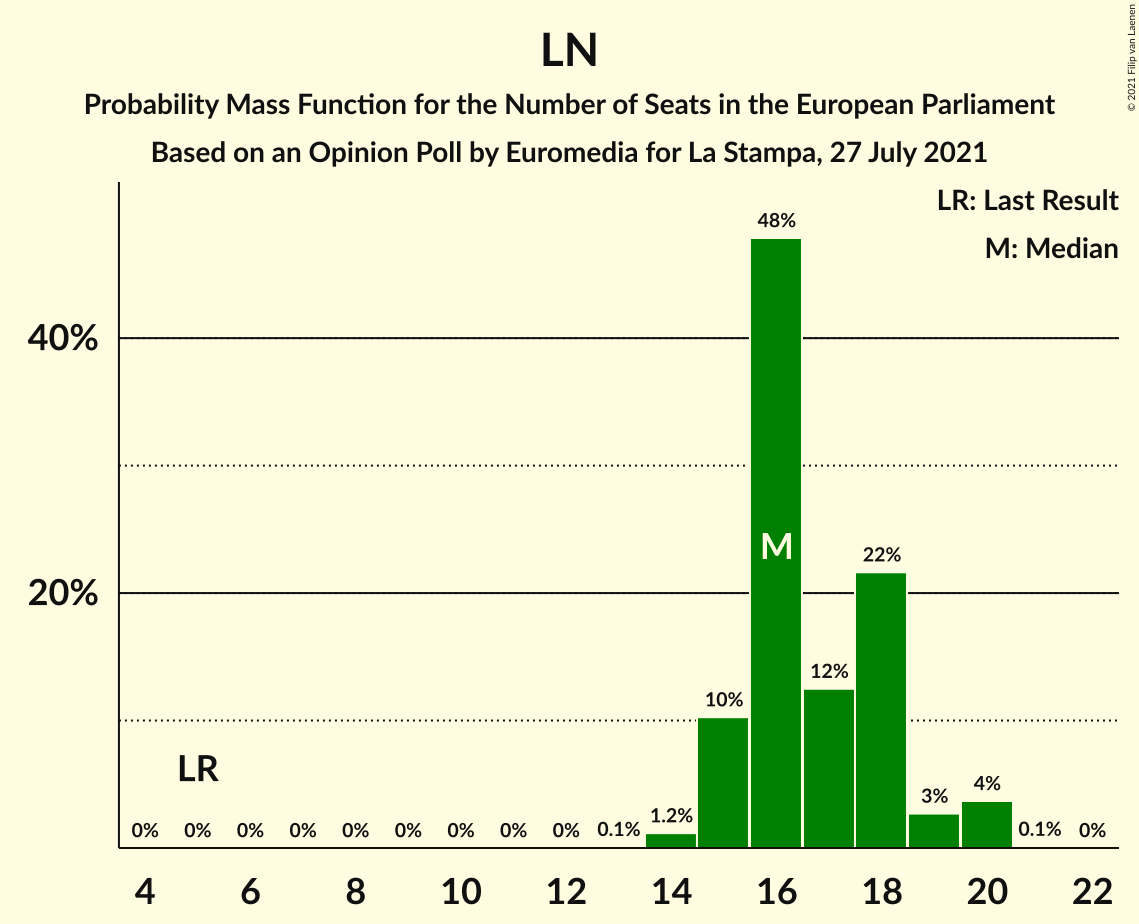 LN
Probability Mass Function for the Number of Seats in the European Parliament
Based on an Opinion Poll by Euromedia for La Stampa, 27 July 2021
© 2021 Filip van Laenen
LR: Last Result
M: Median
48%
40%
M
22%
20%
12%
10%
LR
4%
3%
1.2%
0% 0% 0% 0% 0% 0% 0% 0% 0% 0.1% 0.1% 0%
4 6 8 10 12 14 16 18 20 22